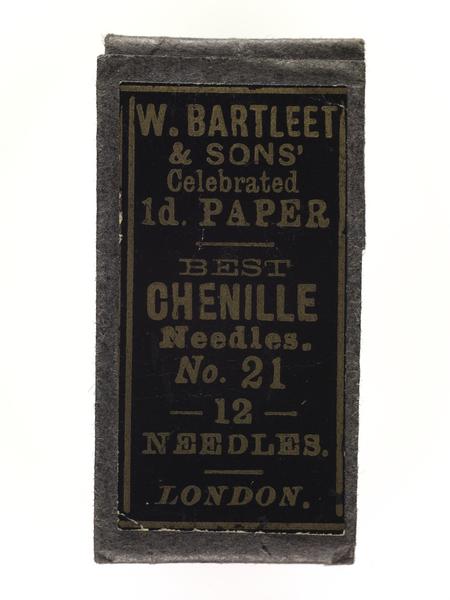 W. BARTLEET
& SONS'
Celebrated
1d. PAPER
BEST
CHENILLE
Needles.
No. 21
— 12 —
NEEDLES.
LONDON.